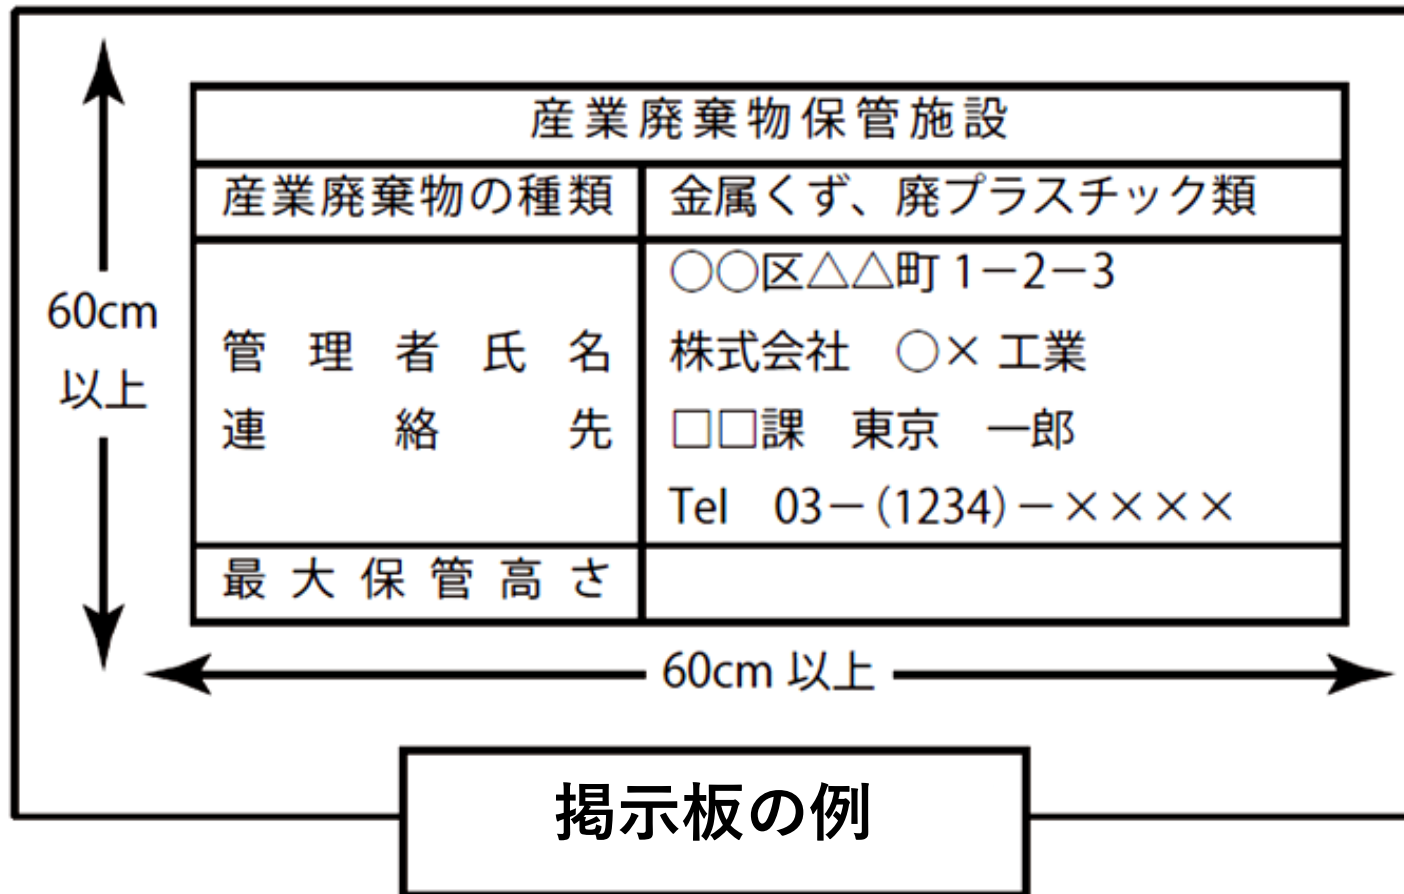 産業廃棄物保管施設
産業廃棄物の種類 金属くず、廃プラスチック類
管理者氏名
連絡先
○○区△△町 1－2－3
株式会社　○× 工業
□□課　東京　一郎
Tel　03－(1234)－××××
最大保管高さ
60cm
以上
60cm 以上
掲示板の例